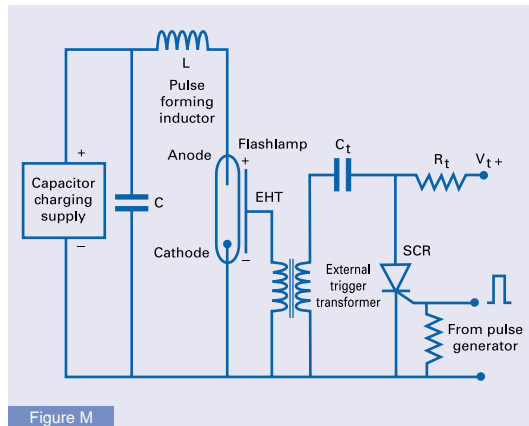 L
Pulse
forming
inductor
Anode
Flashlamp
+
EHT
−
Cathode
+
Capacitor
charging
supply
−
C
Ct
Rt
Vt+
SCR
External
trigger
transformer
From pulse
generator
Figure M